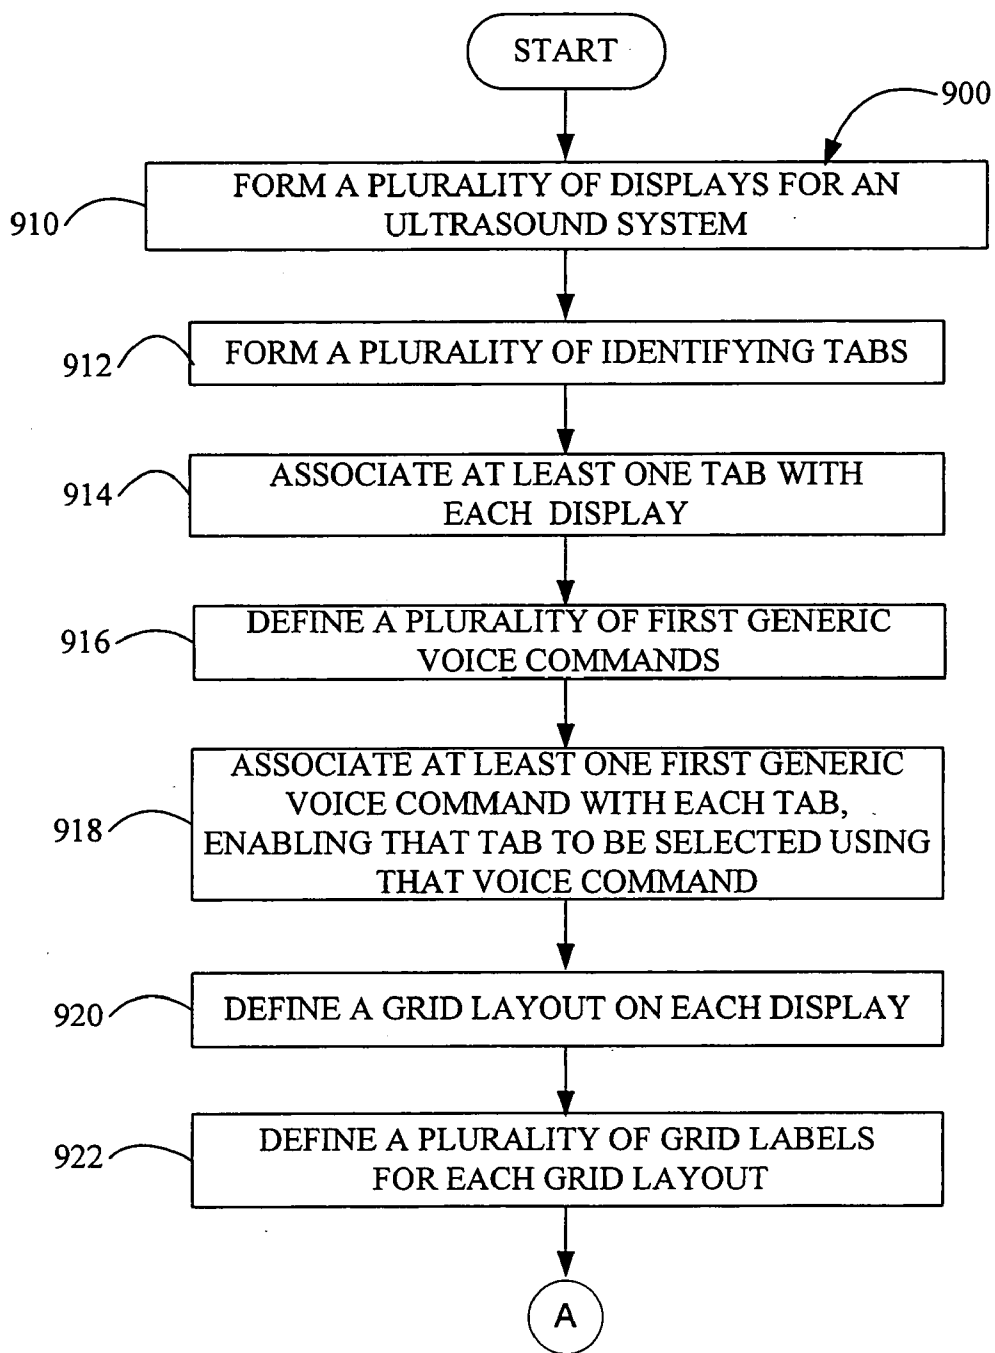 START
900
FORM A PLURALITY OF DISPLAYS FOR AN
ULTRASOUND SYSTEM
910
FORM A PLURALITY OF IDENTIFYING TABS
912
ASSOCIATE AT LEAST ONE TAB WITH
EACH DISPLAY
914
DEFINE A PLURALITY OF FIRST GENERIC
VOICE COMMANDS
916
ASSOCIATE AT LEAST ONE FIRST GENERIC
VOICE COMMAND WITH EACH TAB,
ENABLING THAT TAB TO BE SELECTED USING
THAT VOICE COMMAND
918
DEFINE A GRID LAYOUT ON EACH DISPLAY
920
DEFINE A PLURALITY OF GRID LABELS
FOR EACH GRID LAYOUT
922
A